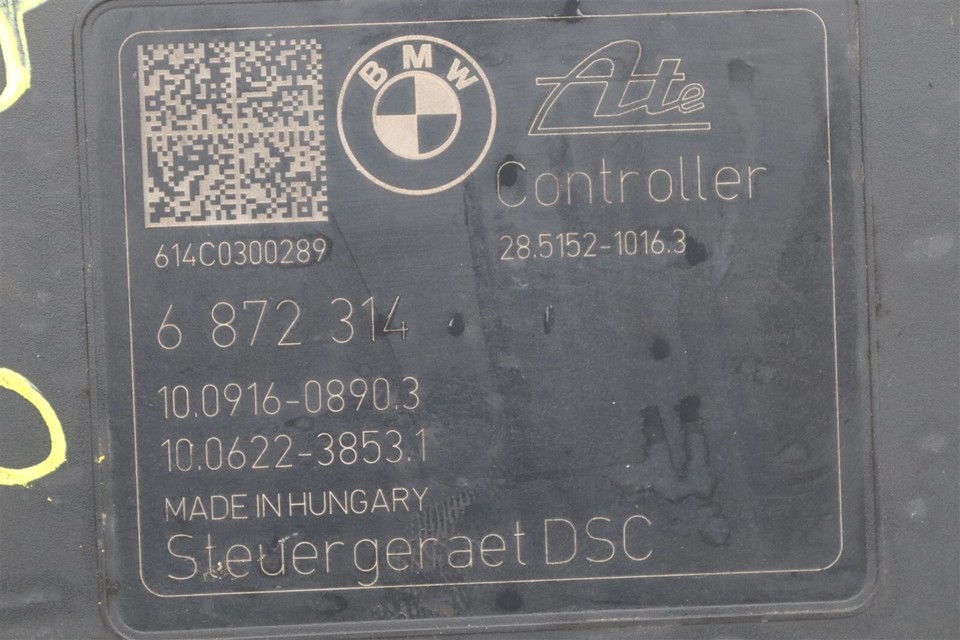 BMW
Ate
Controller
614C0300289
28.5152-1016.3
6 872 314
10.0916-0890.3
10.0622-3853.1
MADE IN HUNGARY
Steuergeraet DSC